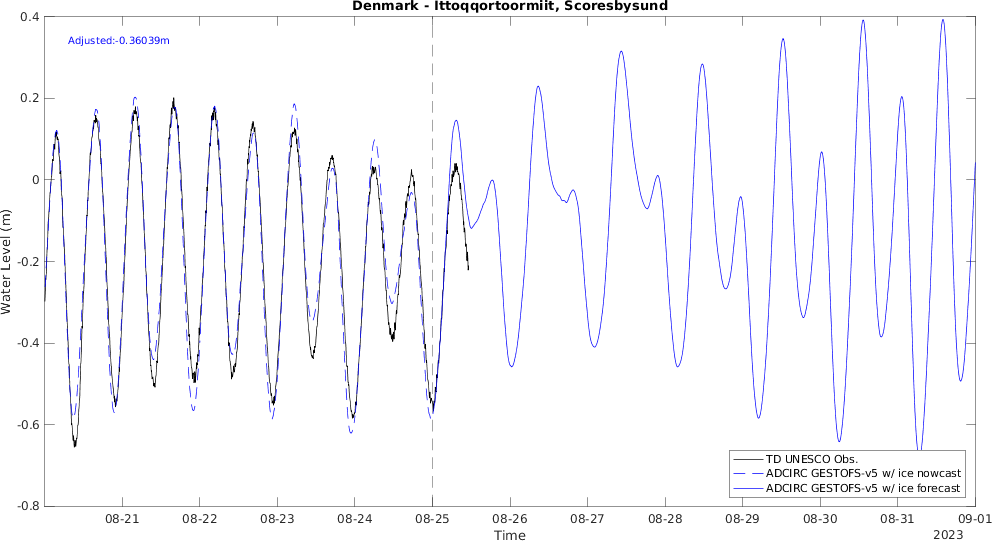 Denmark - Ittoqqortoormiit, Scoresbysund
Adjusted:-0.36039m
0.4
0.2
0
-0.2
-0.4
-0.6
-0.8
Water Level (m)
TD UNESCO Obs.
ADCIRC GESTOFS-v5 w/ ice nowcast
ADCIRC GESTOFS-v5 w/ ice forecast
08-21 08-22 08-23 08-24 08-25 08-26 08-27 08-28 08-29 08-30 08-31 09-01
Time
2023